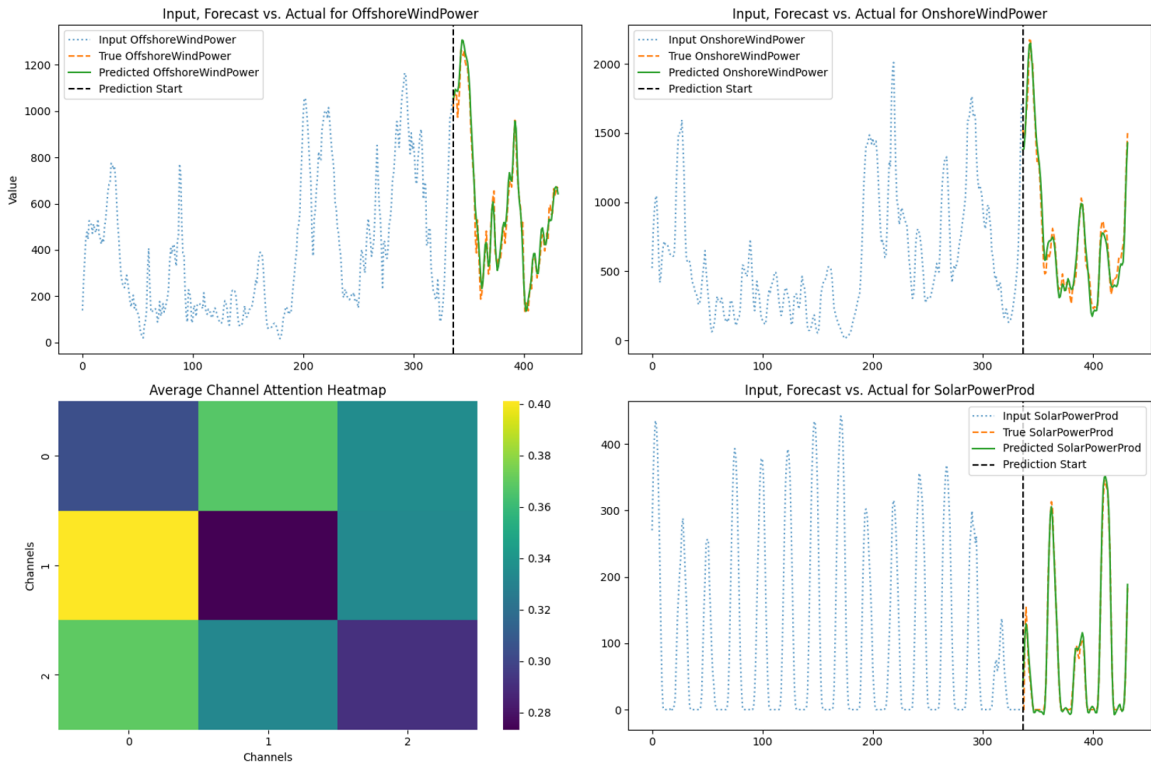 Input, Forecast vs. Actual for OffshoreWindPower
Input OffshoreWindPower
True OffshoreWindPower
Predicted OffshoreWindPower
Prediction Start
Value
1200
1000
800
600
400
200
0
0 100 200 300 400
Input, Forecast vs. Actual for OnshoreWindPower
Input OnshoreWindPower
True OnshoreWindPower
Predicted OnshoreWindPower
Prediction Start
2000
1500
1000
500
0
0 100 200 300 400
Average Channel Attention Heatmap
Channels
0
1
2
0 1 2
Channels
0.40
0.38
0.36
0.34
0.32
0.30
0.28
Input, Forecast vs. Actual for SolarPowerProd
Input SolarPowerProd
True SolarPowerProd
Predicted SolarPowerProd
Prediction Start
400
300
200
100
0
0 100 200 300 400